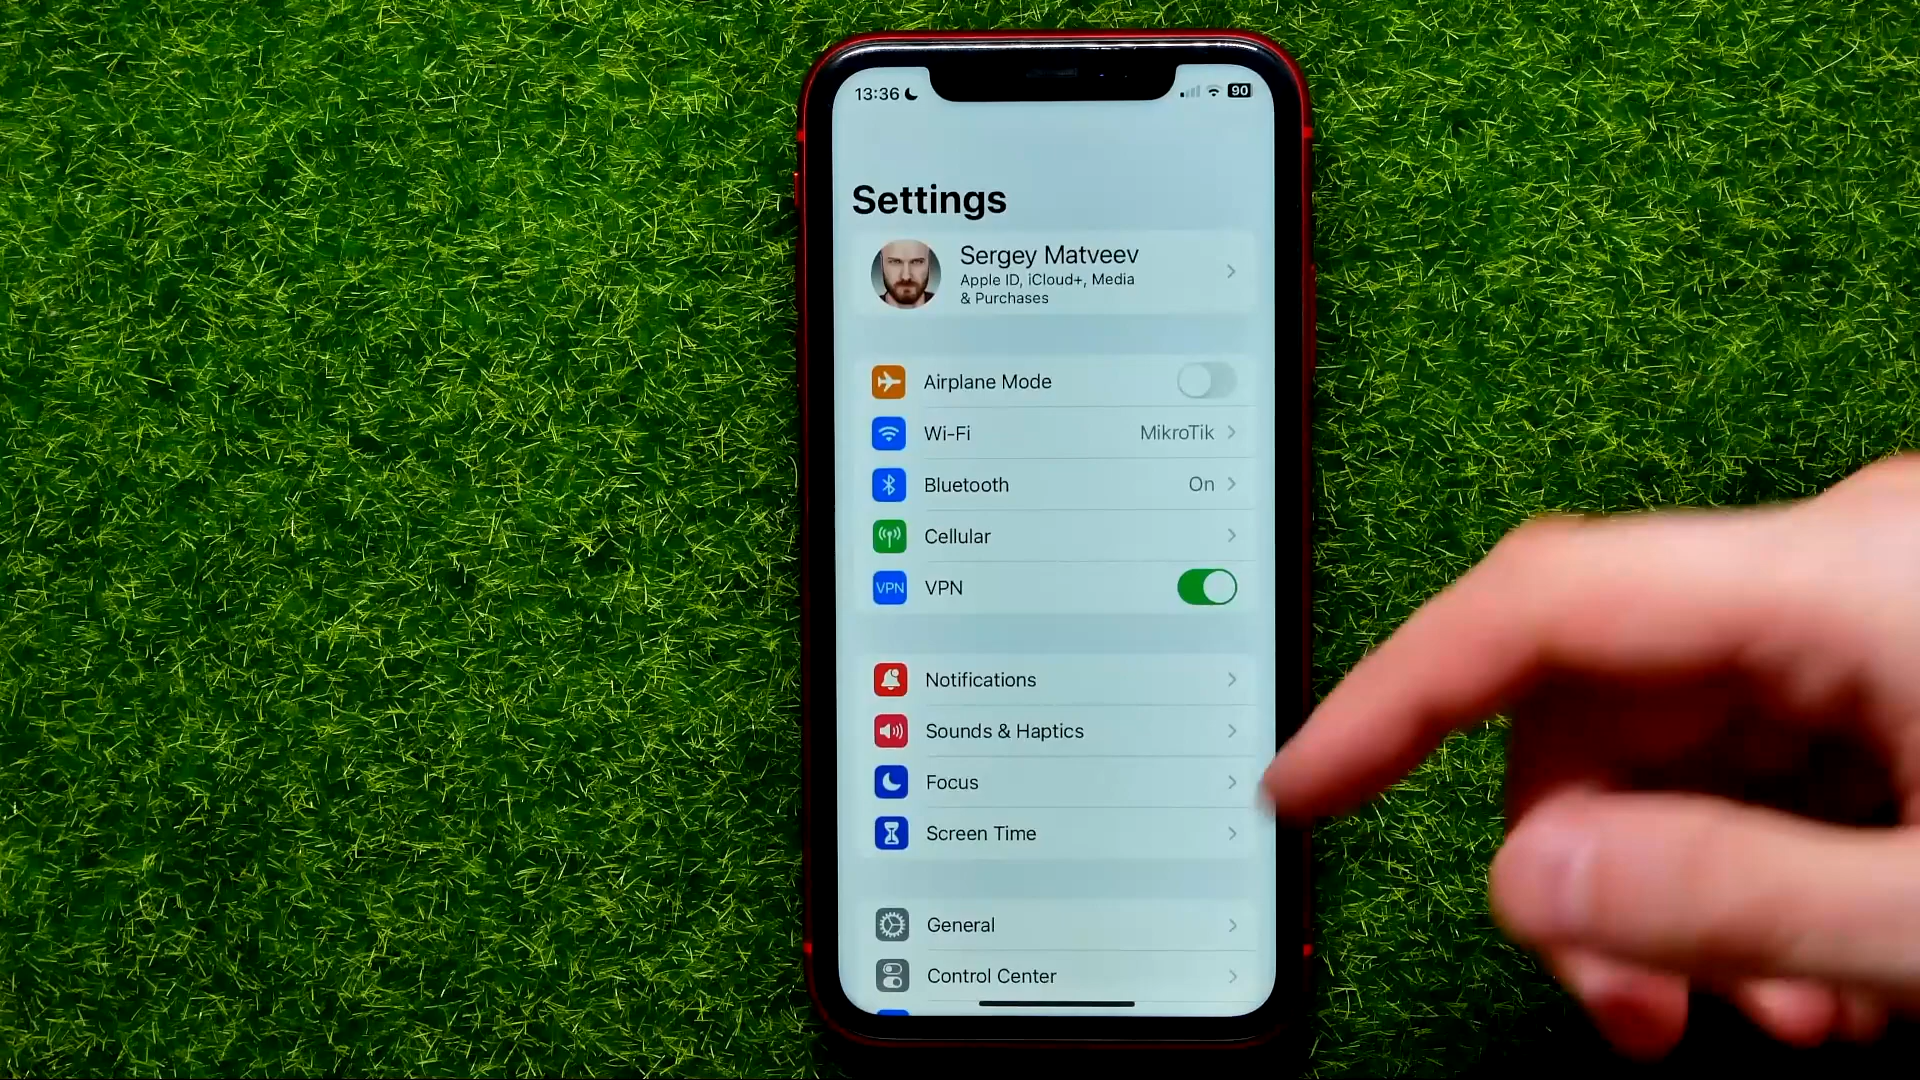 13:36
90
Settings
Sergey Matveev
Apple ID, iCloud+, Media
& Purchases
Airplane Mode
Wi-Fi MikroTik
Bluetooth On
Cellular
VPN VPN
Notifications
Sounds & Haptics
Focus
Screen Time
General
Control Center